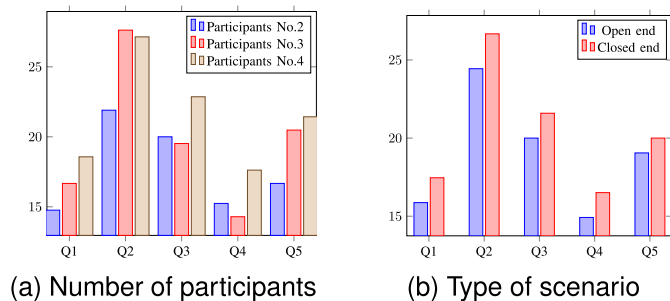 25
20
15
Participants No.2
Participants No.3
Participants No.4
Q1 Q2 Q3 Q4 Q5
(a) Number of participants
25
20
15
Open end
Closed end
Q1 Q2 Q3 Q4 Q5
(b) Type of scenario